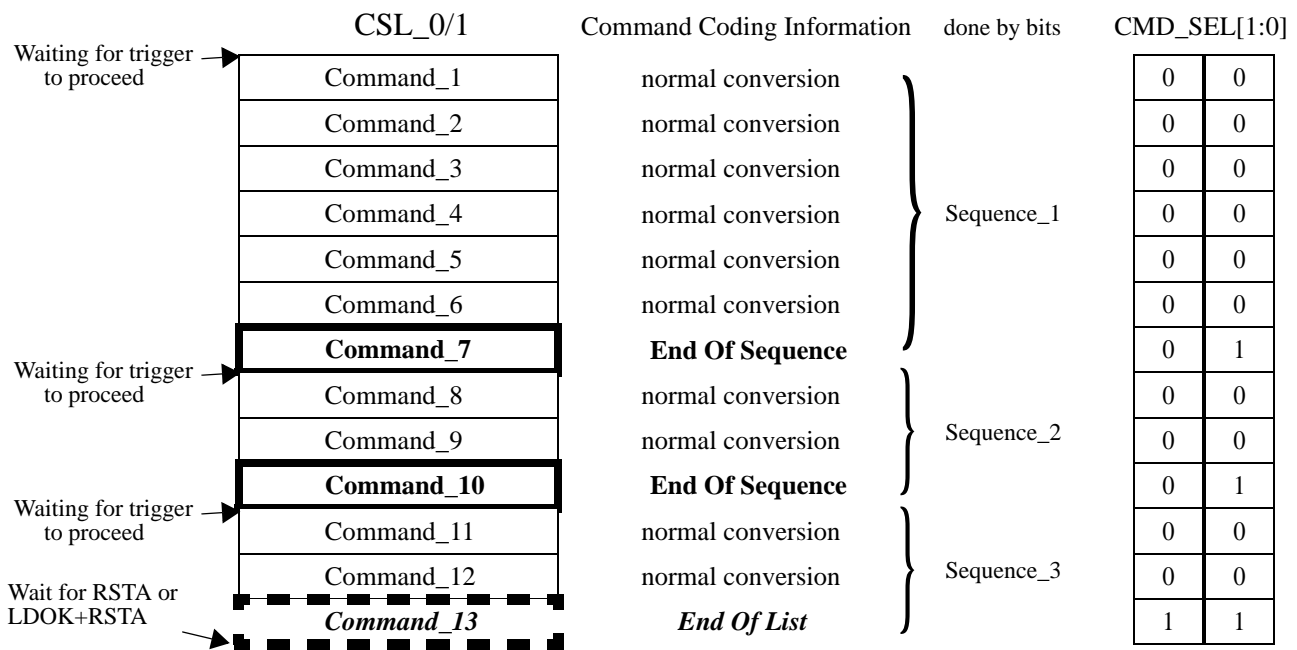 CSL_0/1 Command Coding Information done by bits CMD_SEL[1:0]
Waiting for trigger
to proceed
Command_1 normal conversion 0 0
Command_2 normal conversion 0 0
Command_3 normal conversion 0 0
Command_4 normal conversion Sequence_1 0 0
Command_5 normal conversion 0 0
Command_6 normal conversion 0 0
Command_7 End Of Sequence 0 1
Waiting for trigger
to proceed
Command_8 normal conversion 0 0
Command_9 normal conversion Sequence_2 0 0
Command_10 End Of Sequence 0 1
Waiting for trigger
to proceed
Command_11 normal conversion 0 0
Command_12 normal conversion Sequence_3 0 0
Wait for RSTA or
LDOK+RSTA
Command_13 End Of List 1 1